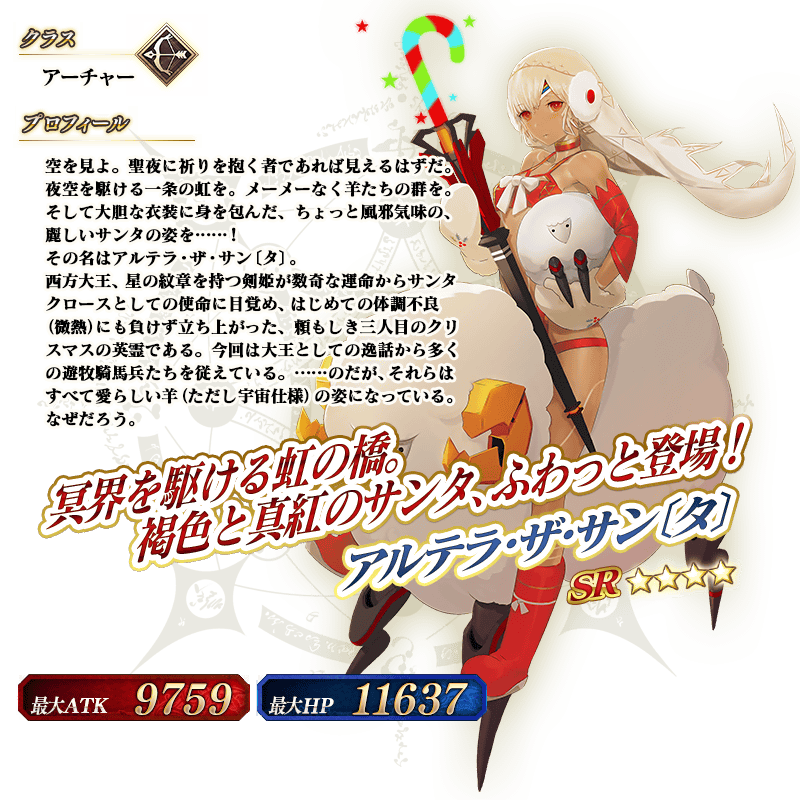 クラス
アーチャー
プロフィール
空を見よ。聖夜に祈りを抱く者であれば見えるはずだ。
夜空を駆ける一条の虹を。メーメーなく羊たちの群を。
そして大胆な衣装に身を包んだ、ちょっと風邪気味の、
麗しいサンタの姿を……!
その名はアルテラ・ザ・サン〔タ〕。
西方大王、星の紋章を持つ剣姫が数奇な運命からサンタ
クロースとしての使命に目覚め、はじめての体調不良
(微熱)にも負けず立ち上がった、頼もしき三人目のクリ
スマスの英霊である。今回は大王としての逸話から多く
の遊牧騎馬兵たちを従えている。……のだが、それらは
すべて愛らしい羊(ただし宇宙仕様)の姿になっている。
なぜだろう。
冥界を駆ける虹の橋。
褐色と真紅のサンタ、ふわっと登場!
アルテラ・ザ・サン〔タ〕
SR ★★★★
最大ATK 9759
最大HP 11637